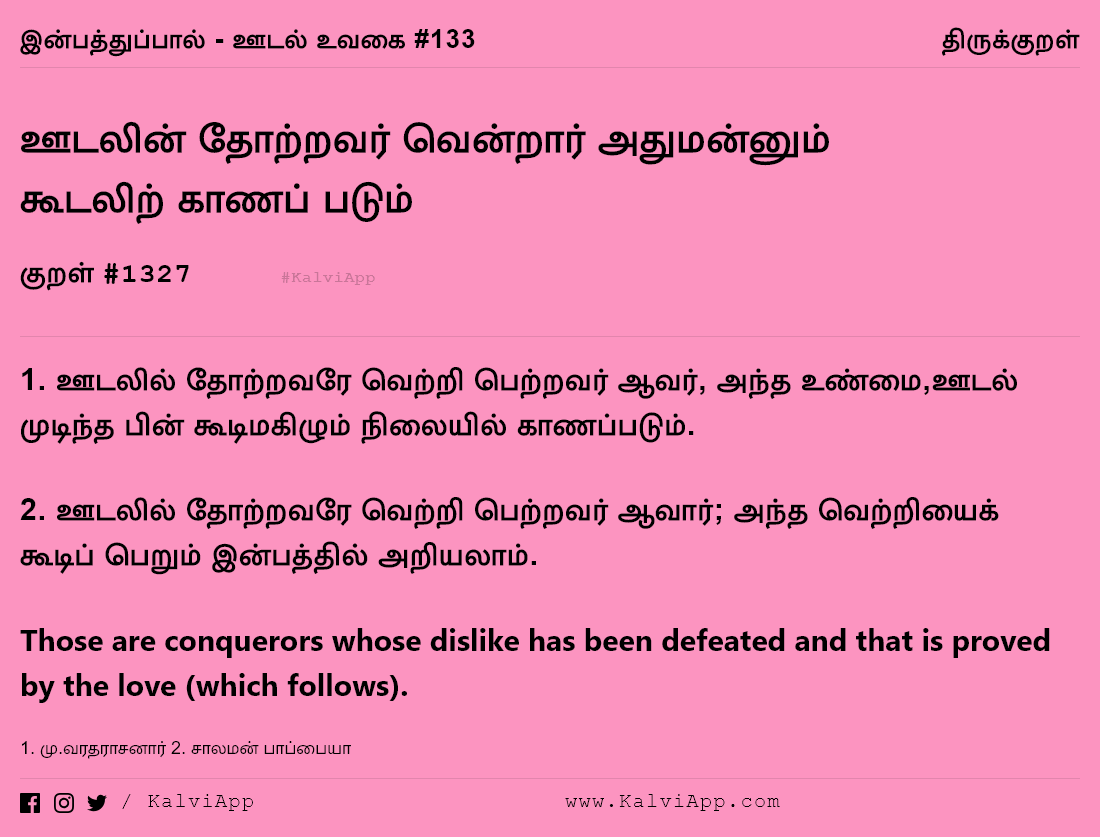 இன்பத்துப்பால் - ஊடல் உவகை #133
திருக்குறள்
ஊடலின் தோற்றவர் வென்றார் அதுமன்னும்
கூடலிற் காணப் படும்
குறள் #1327
#KalviApp
1. ஊடலில் தோற்றவரே வெற்றி பெற்றவர் ஆவர், அந்த உண்மை,ஊடல்
முடிந்த பின் கூடிமகிழும் நிலையில் காணப்படும்.
2. ஊடலில் தோற்றவரே வெற்றி பெற்றவர் ஆவார்; அந்த வெற்றியைக்
கூடிப் பெறும் இன்பத்தில் அறியலாம்.
Those are conquerors whose dislike has been defeated and that is proved
by the love (which follows).
1. மு.வரதராசனார் 2. சாலமன் பாப்பையா
/ KalviApp
www.KalviApp.com